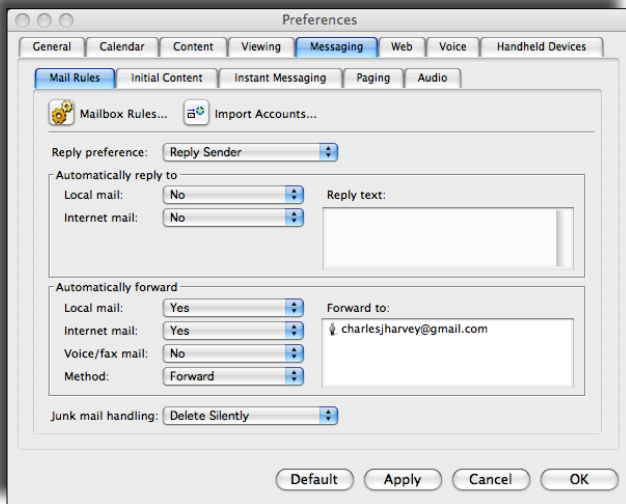 Preferences
General Calendar Content Viewing Messaging Web Voice Handheld Devices
Mail Rules Initial Content Instant Messaging Paging Audio
Mailbox Rules... Import Accounts...
Reply preference: Reply Sender
Automatically reply to
Local mail: No Reply text:
Internet mail: No
Automatically forward
Local mail: Yes Forward to:
Internet mail: Yes charlesjharvey@gmail.com
Voice/fax mail: No
Method: Forward
Junk mail handling: Delete Silently
Default Apply Cancel OK